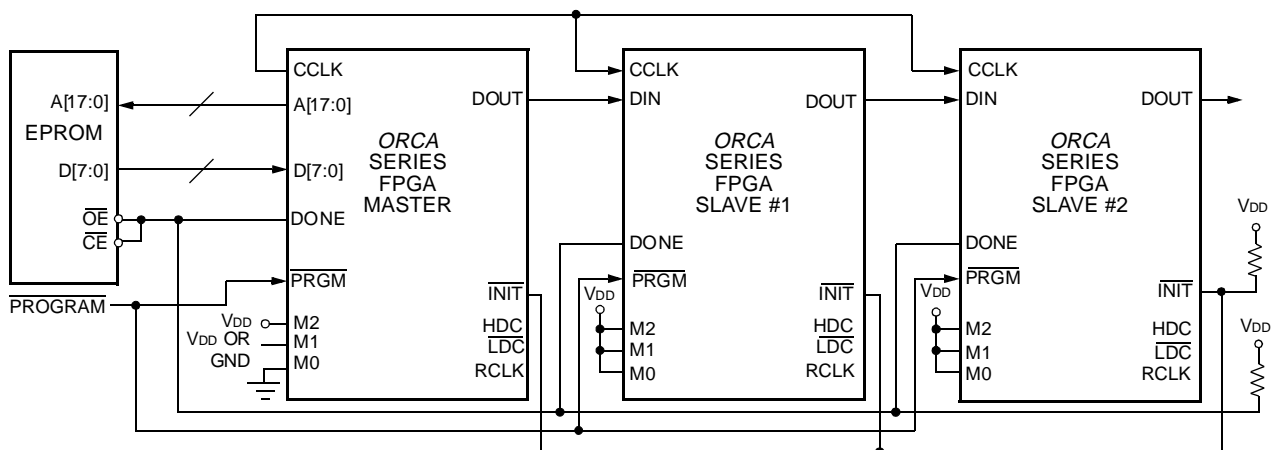 A[17:0]
EPROM
D[7:0]
OE
CE
PROGRAM
VDD
VDD OR
GND
CCLK
A[17:0]
DOUT
ORCA
SERIES
FPGA
MASTER
D[7:0]
DONE
PRGM
INIT
M2
M1
M0
HDC
LDC
RCLK
CCLK
DIN
DOUT
ORCA
SERIES
FPGA
SLAVE #1
DONE
PRGM
VDD
INIT
M2
M1
M0
HDC
LDC
RCLK
CCLK
DIN
DOUT
ORCA
SERIES
FPGA
SLAVE #2
DONE
PRGM
VDD
INIT
M2
M1
M0
HDC
LDC
RCLK
VDD
VDD